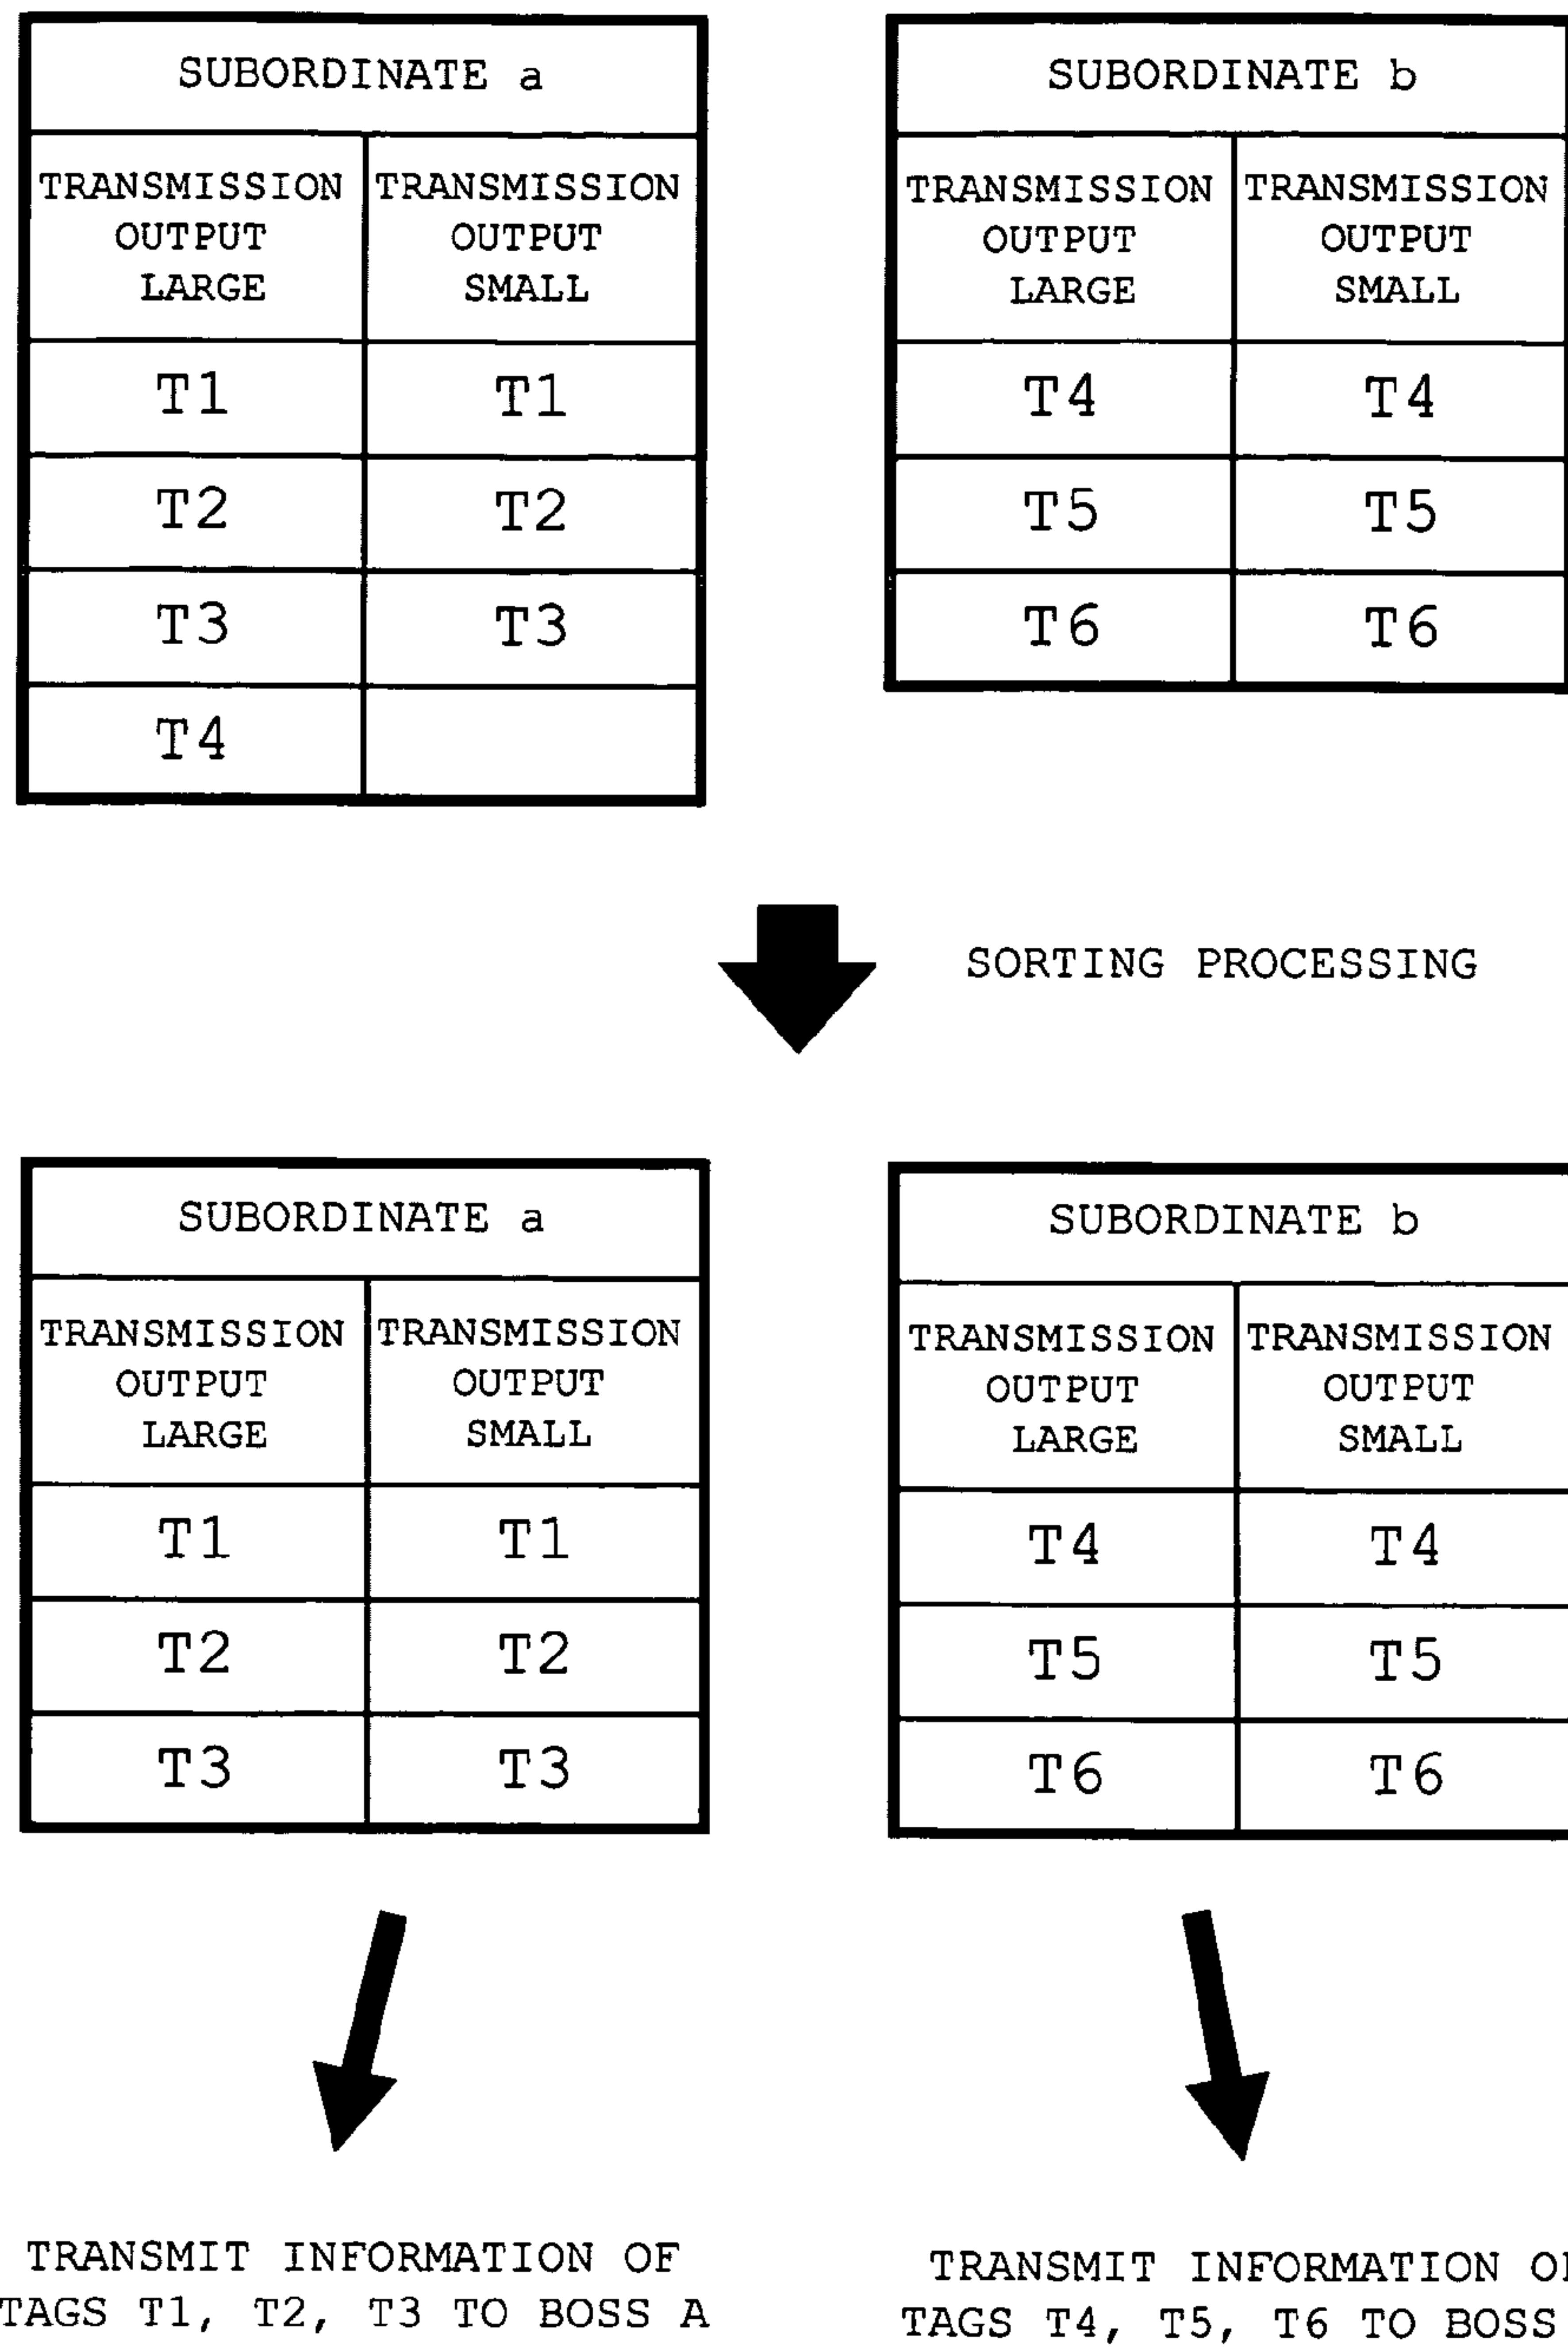 SUBORDINATE a
TRANSMISSION OUTPUT LARGE
TRANSMISSION OUTPUT SMALL
T1 T1
T2 T2
T3 T3
T4
SUBORDINATE b
TRANSMISSION OUTPUT LARGE
TRANSMISSION OUTPUT SMALL
T4 T4
T5 T5
T6 T6
SORTING PROCESSING
SUBORDINATE a
TRANSMISSION OUTPUT LARGE
TRANSMISSION OUTPUT SMALL
T1 T1
T2 T2
T3 T3
SUBORDINATE b
TRANSMISSION OUTPUT LARGE
TRANSMISSION OUTPUT SMALL
T4 T4
T5 T5
T6 T6
TRANSMIT INFORMATION OF
TAGS T1, T2, T3 TO BOSS A
TRANSMIT INFORMATION
TAGS T4, T5, T6 TO BOSS